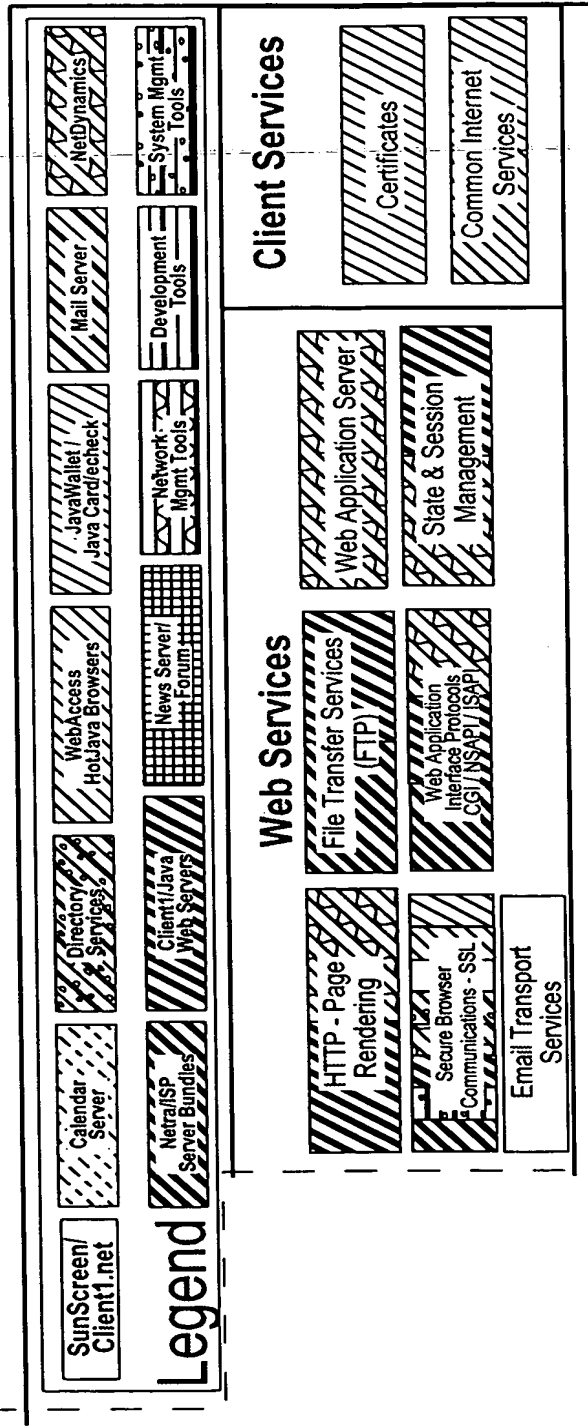 SunScreen/
Client1.net
Calendar
Server
Directory
Services
WebAccess
HotJava Browsers
JavaWallet /
Java Card/echeck
Mail Server
NetDynamics
Legend
Netra/ISP
Server Bundles
Client1/Java
Web Servers
News Server/
Forum
Network
Mgmt Tools
Development
Tools
System Mgmt
Tools
Web Services
HTTP - Page
Rendering
File Transfer Services
(FTP)
Web Application Server
Secure Browser
Communications - SSL
Web Application
Interface Protocols
CGI / NSAPI / ISAPI
State & Session
Management
Email Transport
Services
Client Services
Certificates
Common Internet
Services